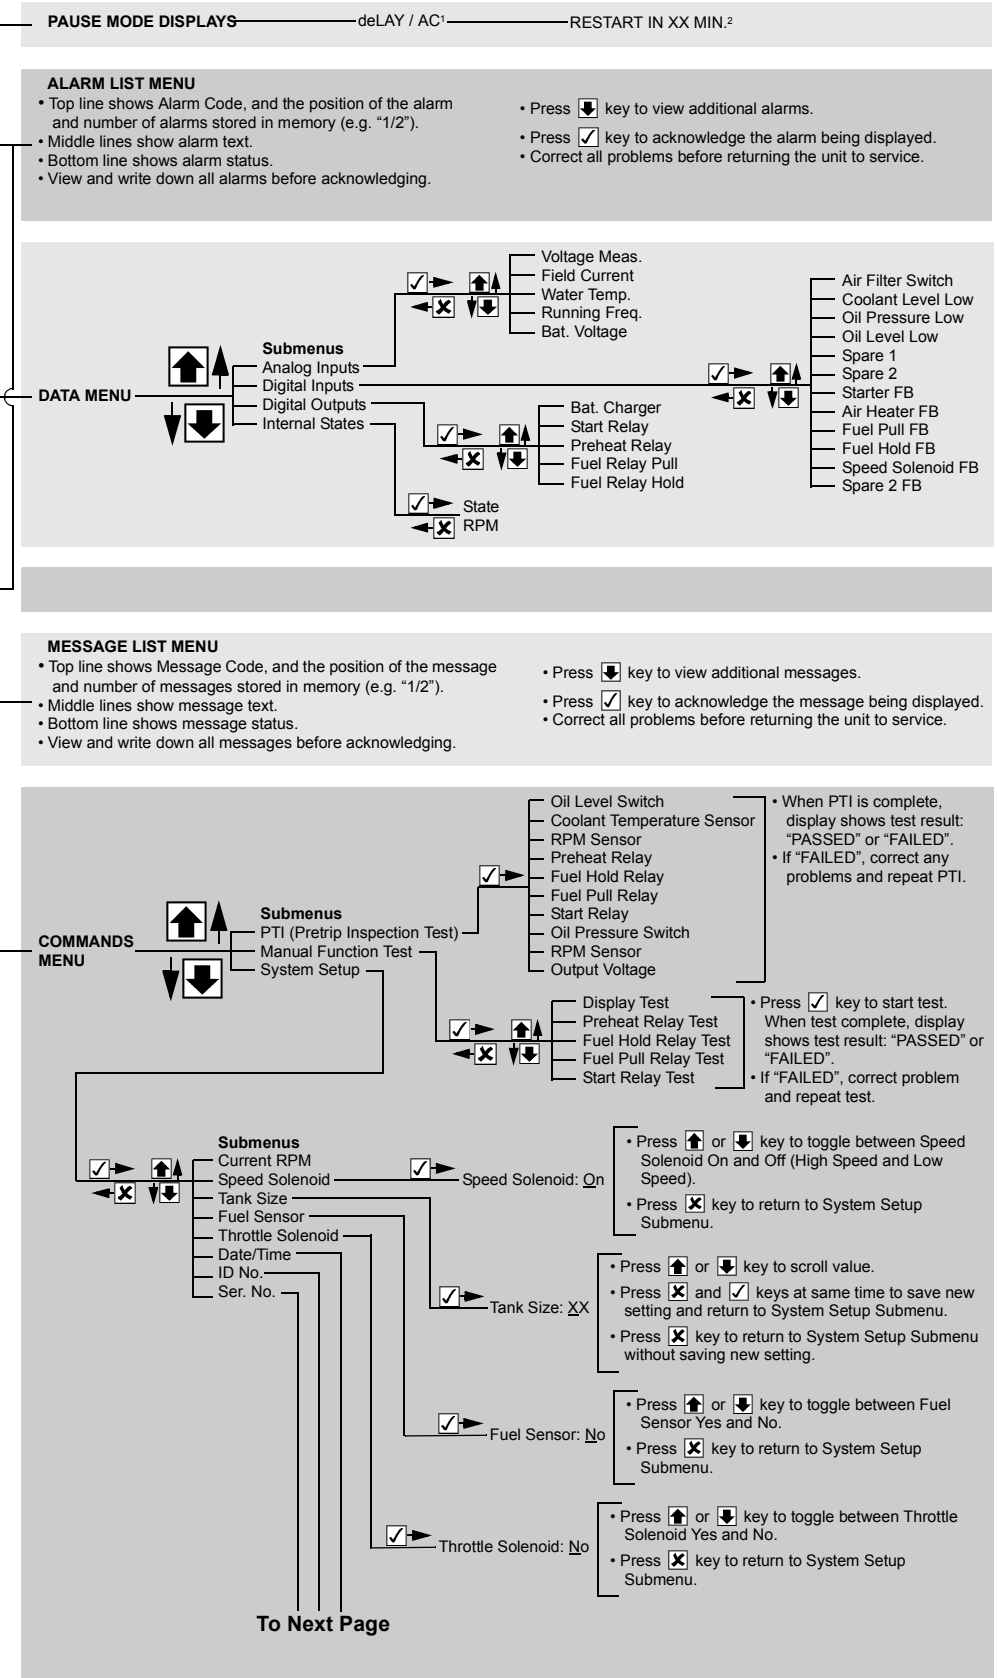 PAUSE MODE DISPLAYS deLAY / AC1 RESTART IN XX MIN.2
ALARM LIST MENU
• Top line shows Alarm Code, and the position of the alarm
and number of alarms stored in memory (e.g. “1/2”).
• Middle lines show alarm text.
• Bottom line shows alarm status.
• View and write down all alarms before acknowledging.
• Press key to view additional alarms.
• Press key to acknowledge the alarm being displayed.
• Correct all problems before returning the unit to service.
DATA MENU
Submenus
Analog Inputs
Digital Inputs
Digital Outputs
Internal States
Voltage Meas.
Field Current
Water Temp.
Running Freq.
Bat. Voltage
Air Filter Switch
Coolant Level Low
Oil Pressure Low
Oil Level Low
Spare 1
Spare 2
Starter FB
Air Heater FB
Fuel Pull FB
Fuel Hold FB
Speed Solenoid FB
Spare 2 FB
Bat. Charger
Start Relay
Preheat Relay
Fuel Relay Pull
Fuel Relay Hold
State
RPM
MESSAGE LIST MENU
• Top line shows Message Code, and the position of the message
and number of messages stored in memory (e.g. “1/2”).
• Middle lines show message text.
• Bottom line shows message status.
• View and write down all messages before acknowledging.
• Press key to view additional messages.
• Press key to acknowledge the message being displayed.
• Correct all problems before returning the unit to service.
COMMANDS
MENU
Submenus
PTI (Pretrip Inspection Test)
Manual Function Test
System Setup
Oil Level Switch
Coolant Temperature Sensor
RPM Sensor
Preheat Relay
Fuel Hold Relay
Fuel Pull Relay
Start Relay
Oil Pressure Switch
RPM Sensor
Output Voltage
• When PTI is complete,
display shows test result:
“PASSED” or “FAILED”.
• If “FAILED”, correct any
problems and repeat PTI.
Display Test
Preheat Relay Test
Fuel Hold Relay Test
Fuel Pull Relay Test
Start Relay Test
• Press key to start test.
When test complete, display
shows test result: “PASSED” or
“FAILED”.
• If “FAILED”, correct problem
and repeat test.
Submenus
Current RPM
Speed Solenoid
Tank Size
Fuel Sensor
Throttle Solenoid
Date/Time
ID No.
Ser. No.
Speed Solenoid: On
• Press or key to toggle between Speed
Solenoid On and Off (High Speed and Low
Speed).
• Press key to return to System Setup
Submenu.
Tank Size: XX
• Press or key to scroll value.
• Press and keys at same time to save new
setting and return to System Setup Submenu.
• Press key to return to System Setup Submenu
without saving new setting.
Fuel Sensor: No
• Press or key to toggle between Fuel
Sensor Yes and No.
• Press key to return to System Setup
Submenu.
Throttle Solenoid: No
• Press or key to toggle between Throttle
Solenoid Yes and No.
• Press key to return to System Setup
Submenu.
To Next Page